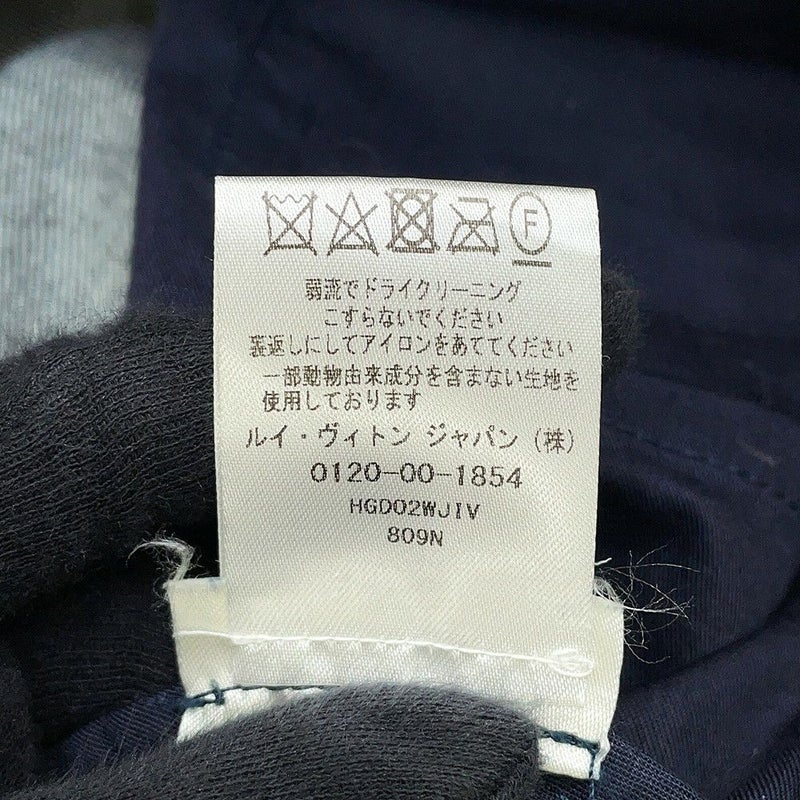 F
弱流でドライクリーニング
こすらないでください
裏返しにしてアイロンをあててください
一部動物由来成分を含まない生地を
使用しております
ルイ・ヴィトン ジャパン (株)
0120-00-1854
HGD02WJIV
809N